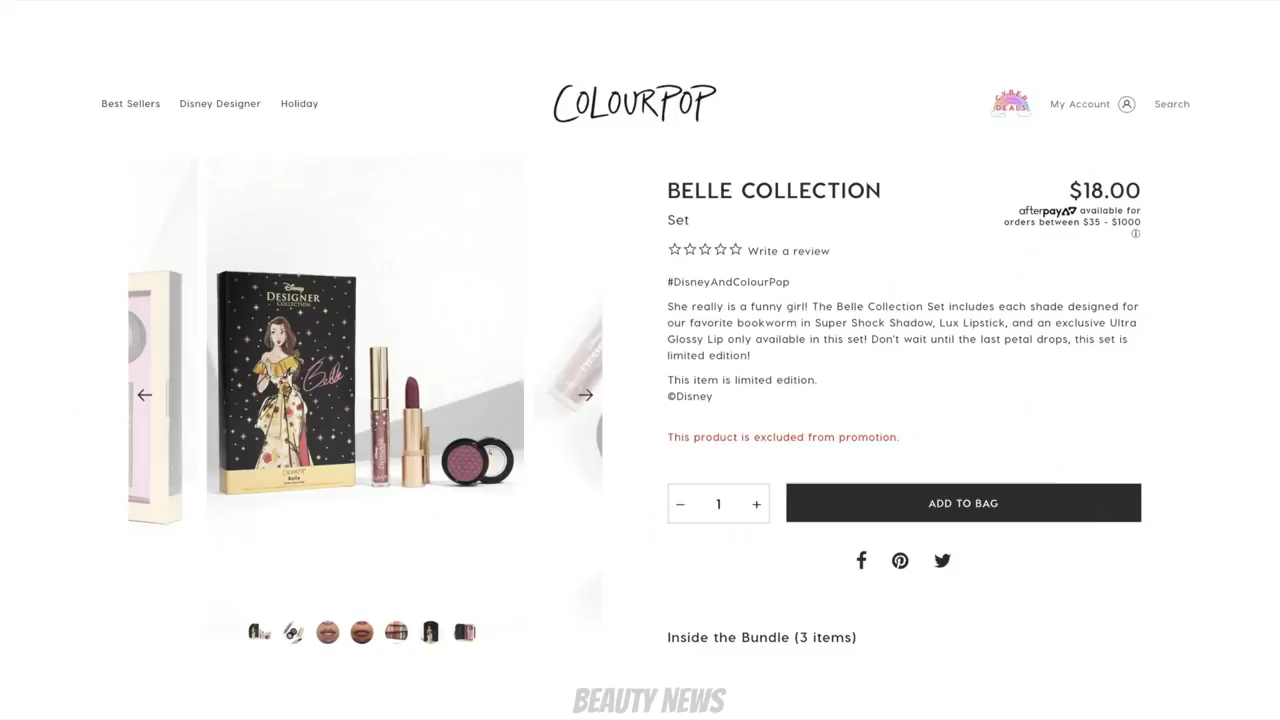 Best Sellers
Disney Designer
Holiday
COLOURPOP
CYBER
DEALS
My Account
Search
BELLE COLLECTION
$18.00
Set
afterpay available for
orders between $35 - $1000
Write a review
#DisneyAndColourPop
She really is a funny girl! The Belle Collection Set includes each shade designed for
our favorite bookworm in Super Shock Shadow, Lux Lipstick, and an exclusive Ultra
Glossy Lip only available in this set! Don't wait until the last petal drops, this set is
limited edition!
This item is limited edition.
©Disney
This product is excluded from promotion.
− 1 +
ADD TO BAG
Inside the Bundle (3 items)
Disney
DESIGNER
COLLECTION
Belle
COLOURPOP
Belle
BEAUTY NEWS